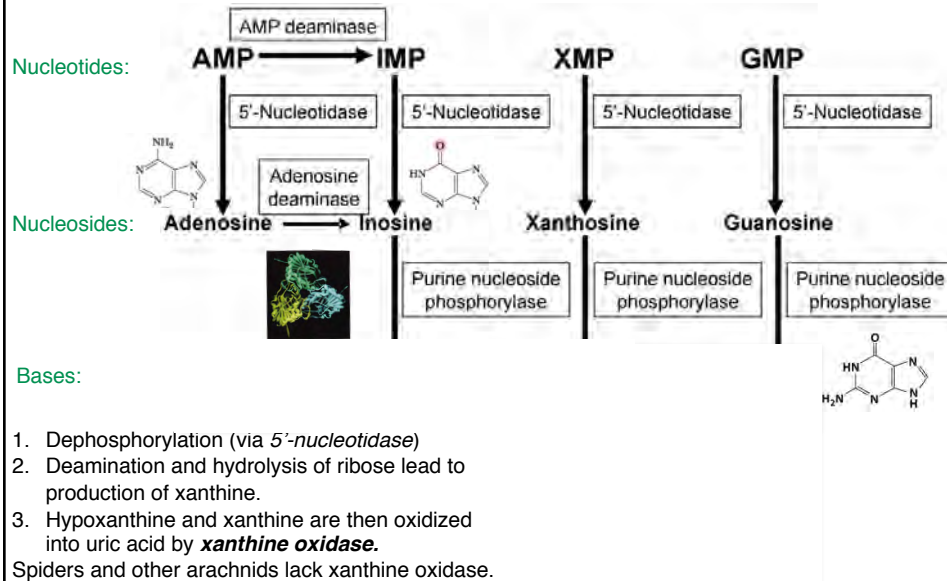 AMP deaminase
Nucleotides: AMP IMP XMP GMP
5'-Nucleotidase 5'-Nucleotidase 5'-Nucleotidase 5'-Nucleotidase
NH₂
N N N N
O
HN N N N
Adenosine
deaminase
Nucleosides: Adenosine Inosine Xanthosine Guanosine
Purine nucleoside Purine nucleoside Purine nucleoside
phosphorylase phosphorylase phosphorylase
Bases:
O
HN N
H₂N N N
H
1. Dephosphorylation (via 5’-nucleotidase)
2. Deamination and hydrolysis of ribose lead to
production of xanthine.
3. Hypoxanthine and xanthine are then oxidized
into uric acid by xanthine oxidase.
Spiders and other arachnids lack xanthine oxidase.